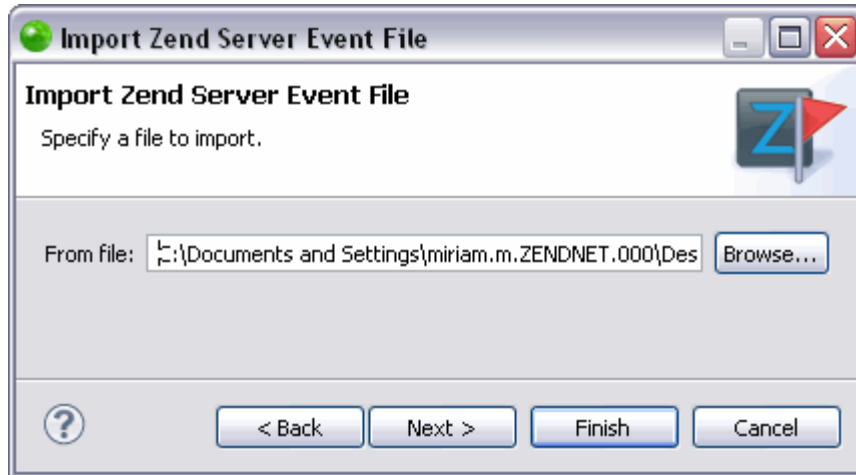 Import Zend Server Event File
Import Zend Server Event File
Specify a file to import.
From file: C:\Documents and Settings\miriam.m.ZENDNET.000\Des Browse...
? < Back Next > Finish Cancel